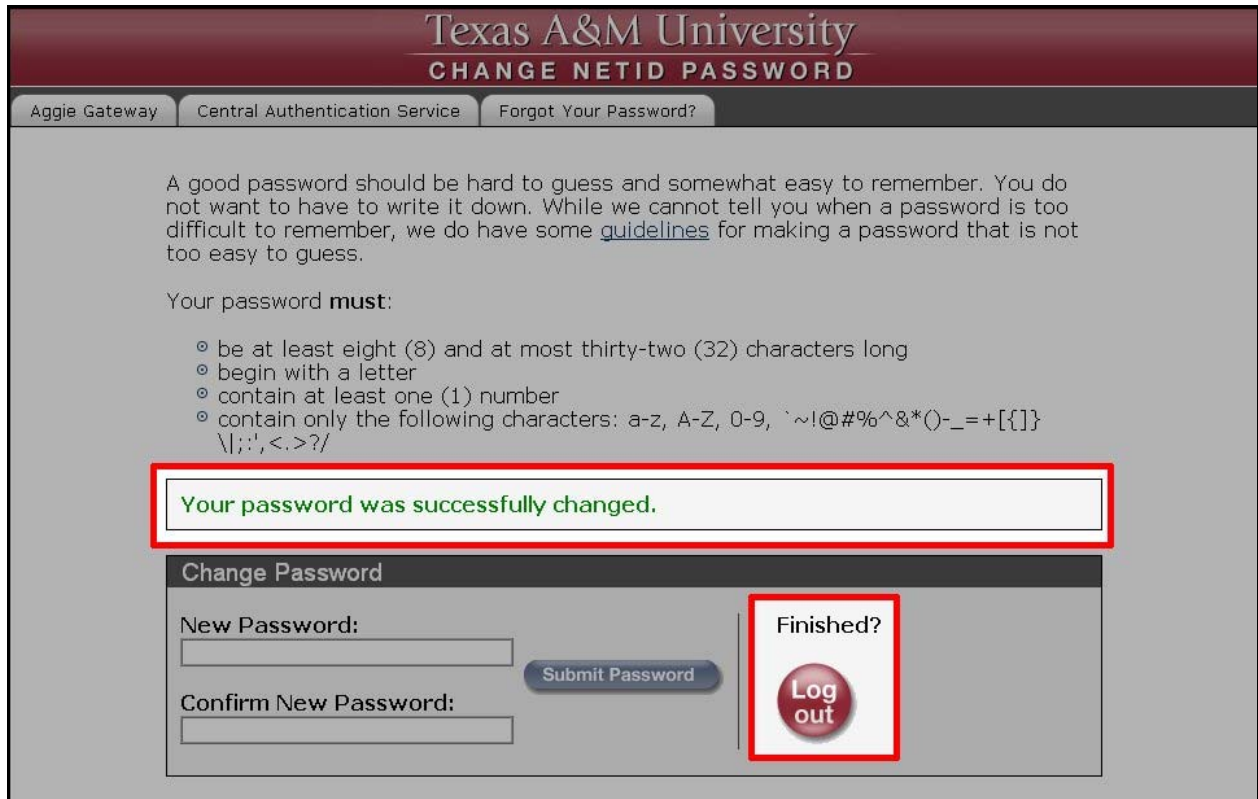 Texas A&M University
CHANGE NETID PASSWORD
Aggie Gateway Central Authentication Service Forgot Your Password?
A good password should be hard to guess and somewhat easy to remember. You do
not want to have to write it down. While we cannot tell you when a password is too
difficult to remember, we do have some guidelines for making a password that is not
too easy to guess.
Your password must:
be at least eight (8) and at most thirty-two (32) characters long
begin with a letter
contain at least one (1) number
contain only the following characters: a-z, A-Z, 0-9, `~!@#%^&*()-_=+[{]}
\|;:',<.>?/
Your password was successfully changed.
Change Password
New Password:
Submit Password
Confirm New Password:
Finished?
Log
out